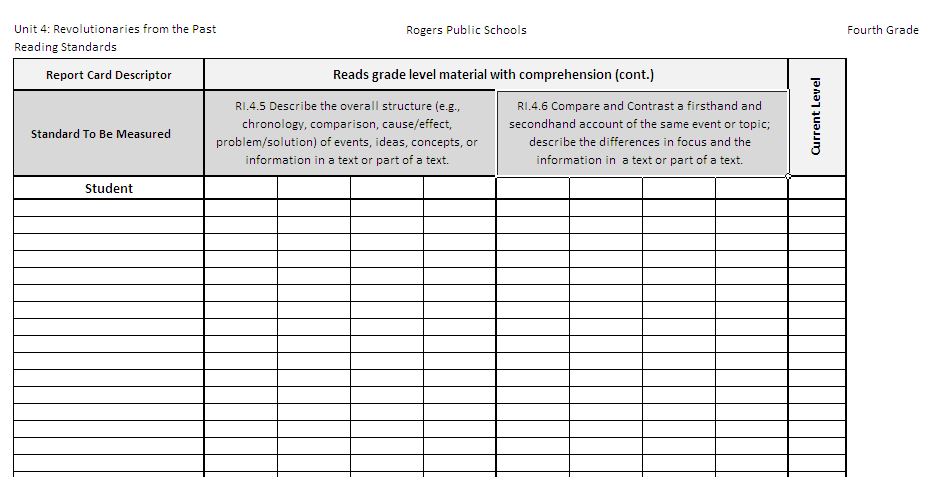 Unit 4: Revolutionaries from the Past
Rogers Public Schools
Fourth Grade
Reading Standards
Report Card Descriptor
Reads grade level material with comprehension (cont.)
Current Level
Standard To Be Measured
RI.4.5 Describe the overall structure (e.g.,
chronology, comparison, cause/effect,
problem/solution) of events, ideas, concepts, or
information in a text or part of a text.
RI.4.6 Compare and Contrast a firsthand and
secondhand account of the same event or topic;
describe the differences in focus and the
information in a text or part of a text.
Student